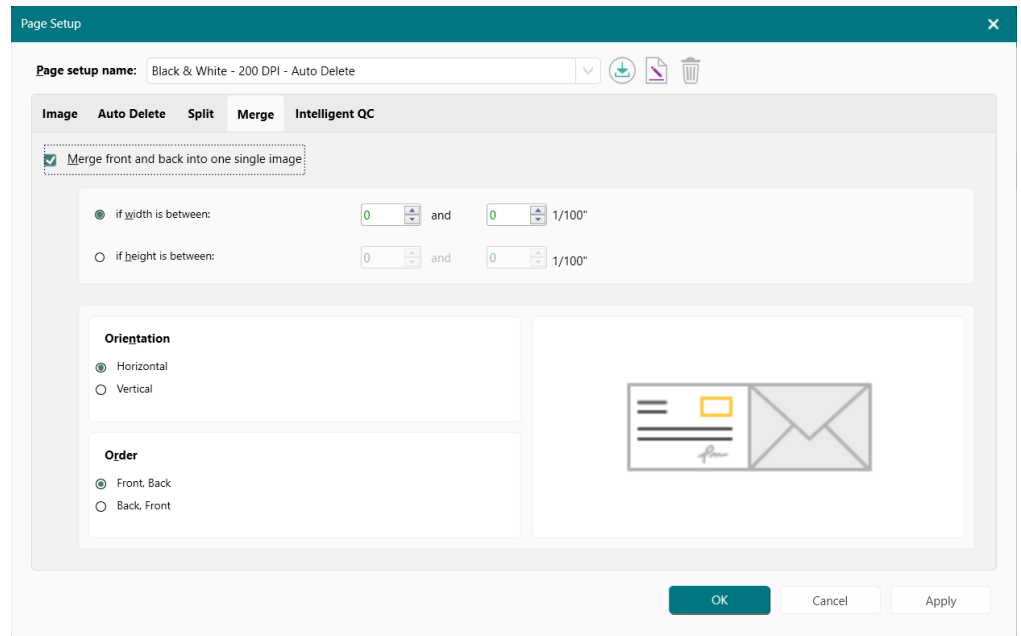 Page Setup
Page setup name: Black & White - 200 DPI - Auto Delete
Image Auto Delete Split Merge Intelligent QC
Merge front and back into one single image
if width is between: 0 and 0 1/100"
if height is between: 0 and 0 1/100"
Orientation
Horizontal
Vertical
Order
Front, Back
Back, Front
OK Cancel Apply